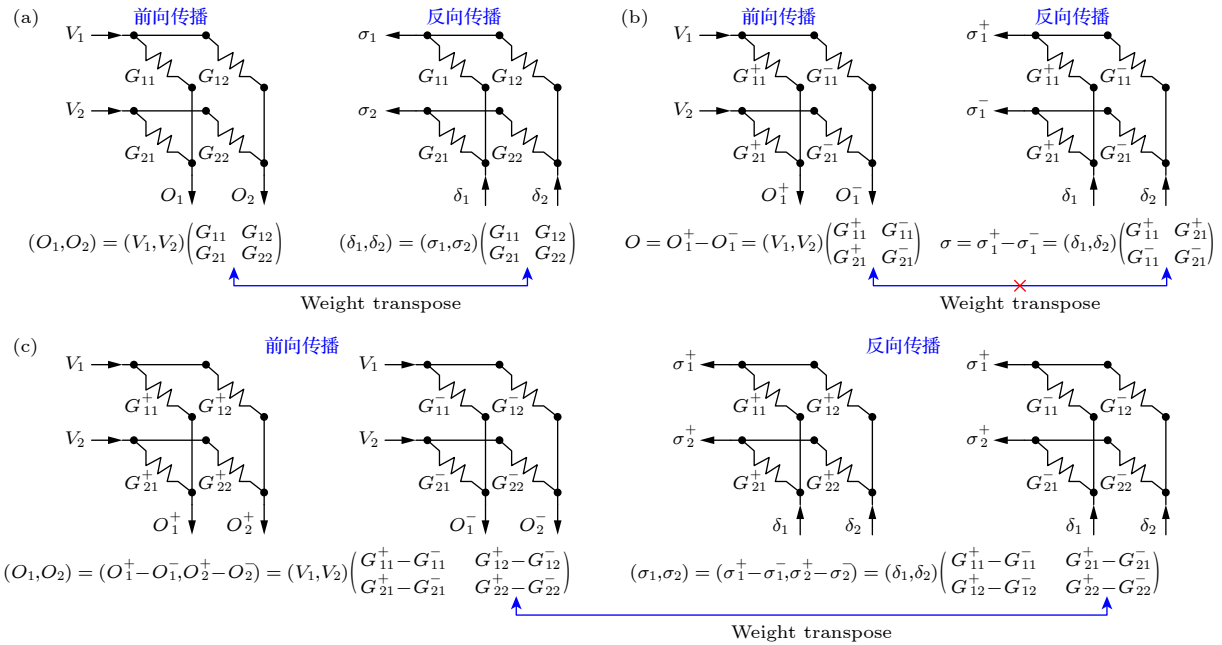 (a) 前向传播 反向传播
V₁ σ₁
G₁₁ G₁₂ G₁₁ G₁₂
V₂ σ₂
G₂₁ G₂₂ G₂₁ G₂₂
O₁ O₂ δ₁ δ₂
(O₁,O₂) = (V₁,V₂)(G₁₁ G₁₂ (δ₁,δ₂) = (σ₁,σ₂)(G₁₁ G₁₂
G₂₁ G₂₂) G₂₁ G₂₂)
Weight transpose
(b) 前向传播 反向传播
V₁ σ₁⁺
G₁₁⁺ G₁₁⁻ G₁₁⁺ G₁₁⁻
V₂ σ₁⁻
G₂₁⁺ G₂₁⁻ G₂₁⁺ G₂₁⁻
O₁⁺ O₁⁻ δ₁ δ₂
O = O₁⁺−O₁⁻ = (V₁,V₂)(G₁₁⁺ G₁₁⁻ σ = σ₁⁺−σ₁⁻ = (δ₁,δ₂)(G₁₁⁺ G₂₁⁺
G₂₁⁺ G₂₁⁻) G₁₁⁻ G₂₁⁻)
Weight transpose
(c) 前向传播 反向传播
V₁ V₁ σ₁⁺ σ₁⁺
G₁₁⁺ G₁₂⁺ G₁₁⁻ G₁₂⁻ G₁₁⁺ G₁₂⁺ G₁₁⁻ G₁₂⁻
V₂ V₂ σ₂⁺ σ₂⁺
G₂₁⁺ G₂₂⁺ G₂₁⁻ G₂₂⁻ G₂₁⁺ G₂₂⁺ G₂₁⁻ G₂₂⁻
O₁⁺ O₂⁺ O₁⁻ O₂⁻ δ₁ δ₂ δ₁ δ₂
(O₁,O₂) = (O₁⁺−O₁⁻,O₂⁺−O₂⁻) = (V₁,V₂)(G₁₁⁺−G₁₁⁻ G₁₂⁺−G₁₂⁻ (σ₁,σ₂) = (σ₁⁺−σ₁⁻,σ₂⁺−σ₂⁻) = (δ₁,δ₂)(G₁₁⁺−G₁₁⁻ G₂₁⁺−G₂₁⁻
G₂₁⁺−G₂₁⁻ G₂₂⁺−G₂₂⁻) G₁₂⁺−G₁₂⁻ G₂₂⁺−G₂₂⁻)
Weight transpose